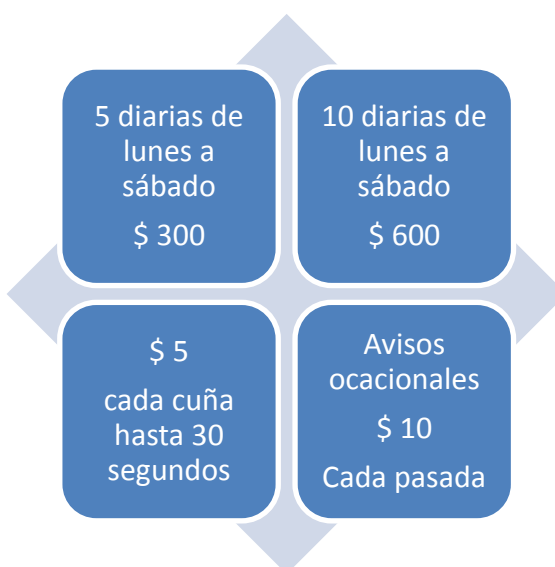 5 diarias de
lunes a
sábado
$ 300
10 diarias de
lunes a
sábado
$ 600
$ 5
cada cuña
hasta 30
segundos
Avisos
ocacionales
$ 10
Cada pasada